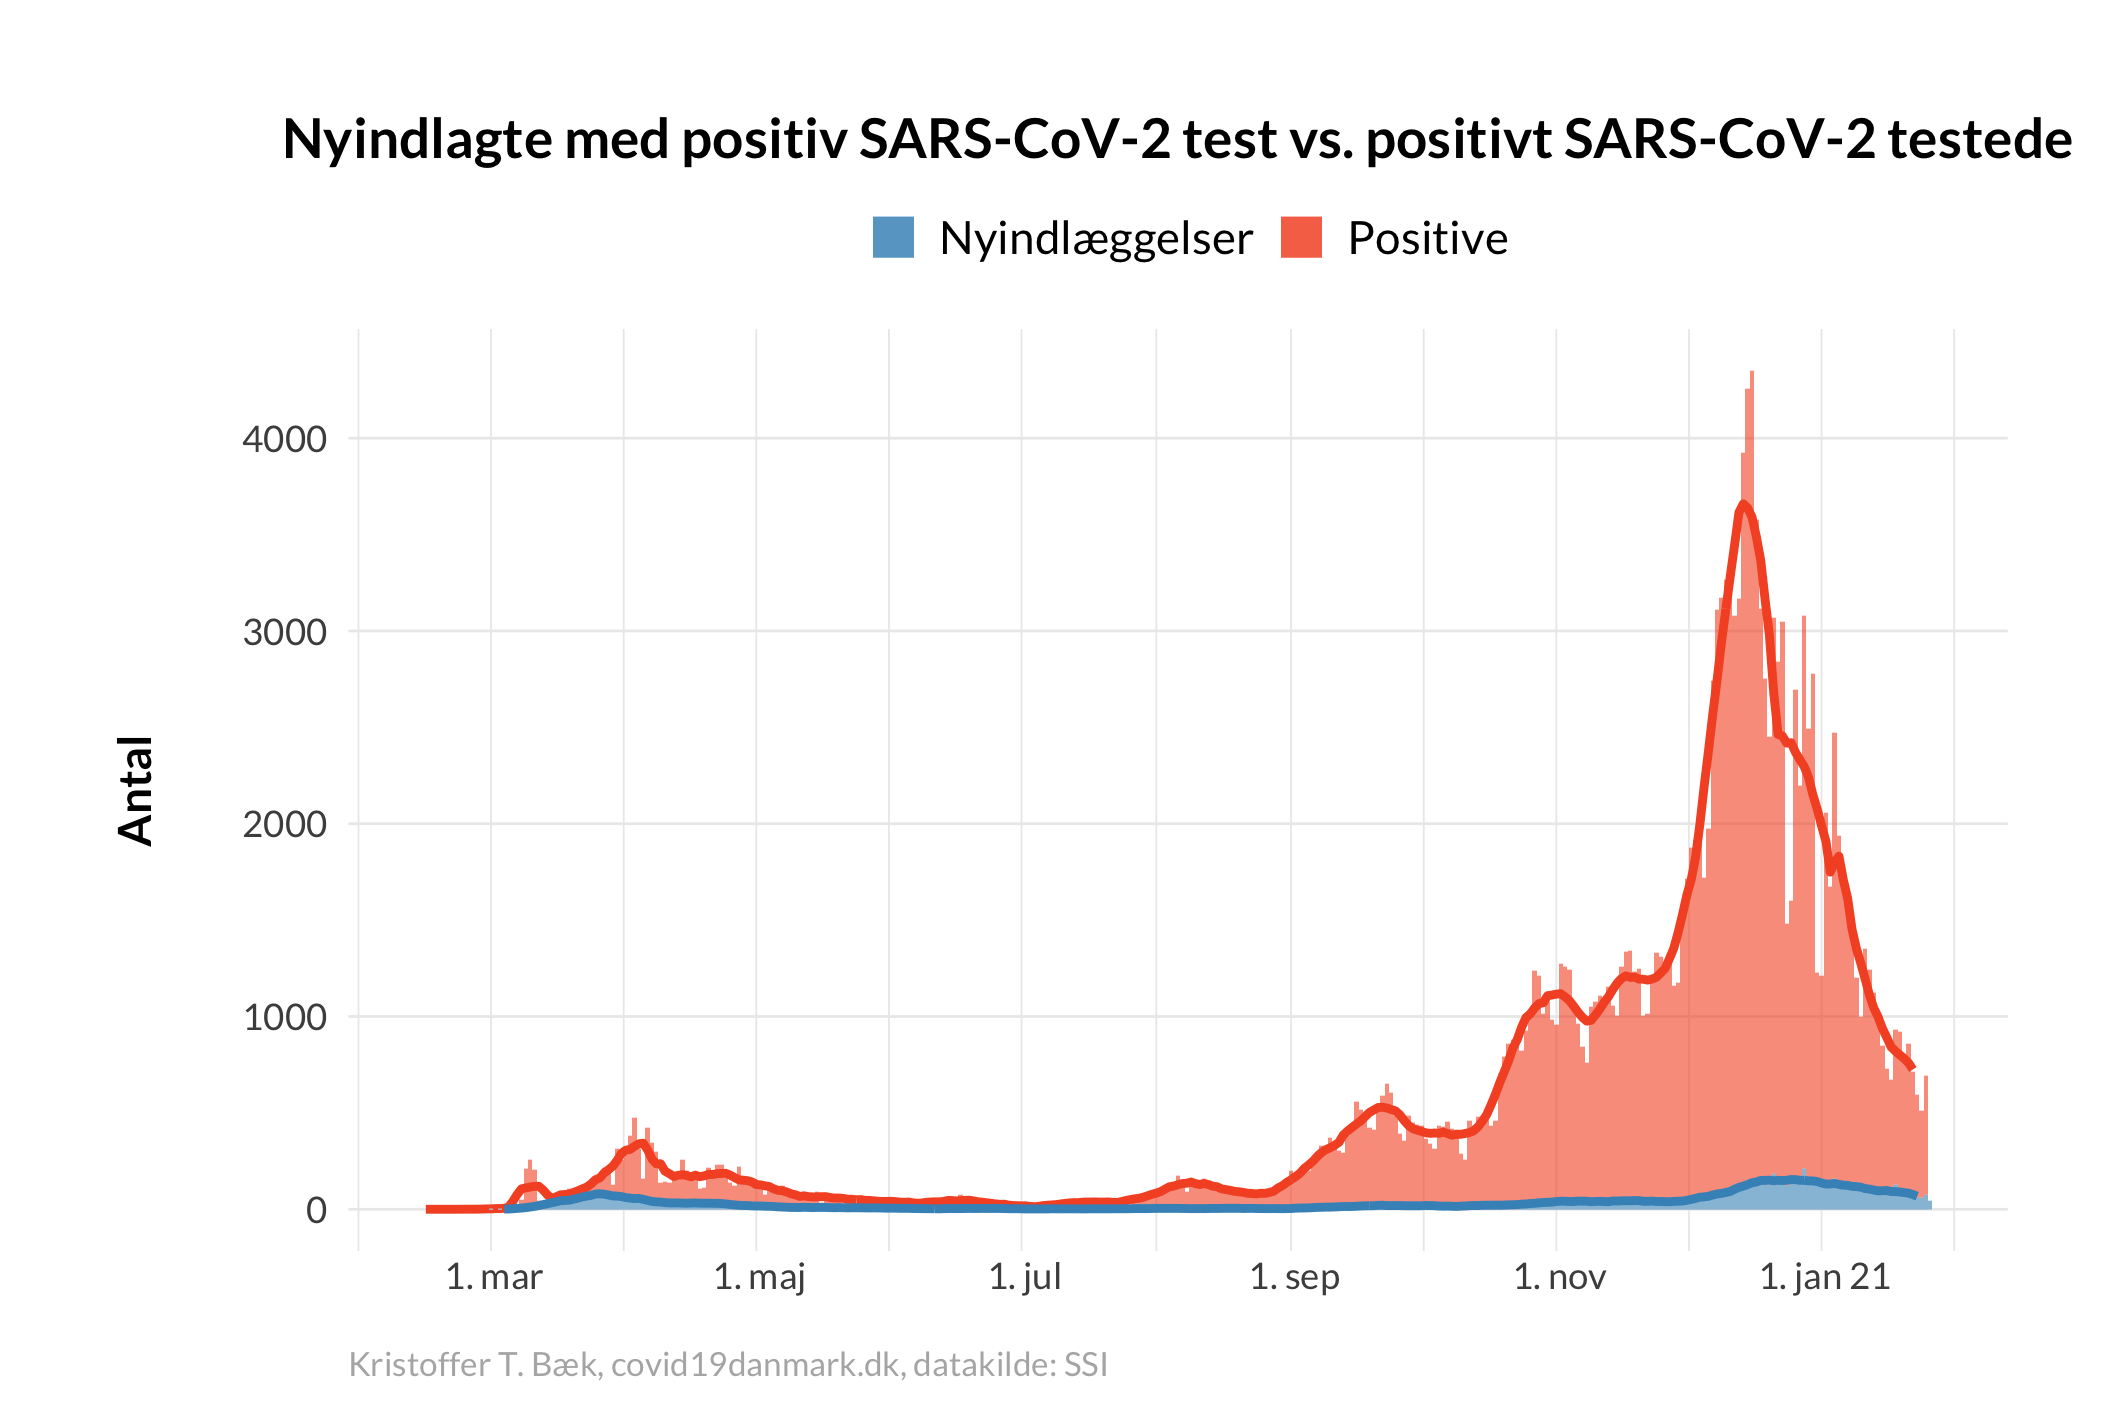 Nyindlagte med positiv SARS-CoV-2 test vs. positivt SARS-CoV-2 testede
Nyindlæggelser
Positive
Antal
4000
3000
2000
1000
0
1. mar
1. maj
1. jul
1. sep
1. nov
1. jan 21
Kristoffer T. Bæk, covid19danmark.dk, datakilde: SSI